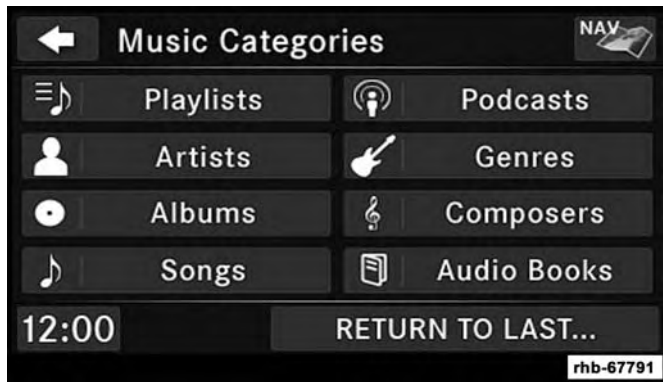 Music Categories
NAV
Playlists
Podcasts
Artists
Genres
Albums
Composers
Songs
Audio Books
12:00
RETURN TO LAST...
rhb-67791